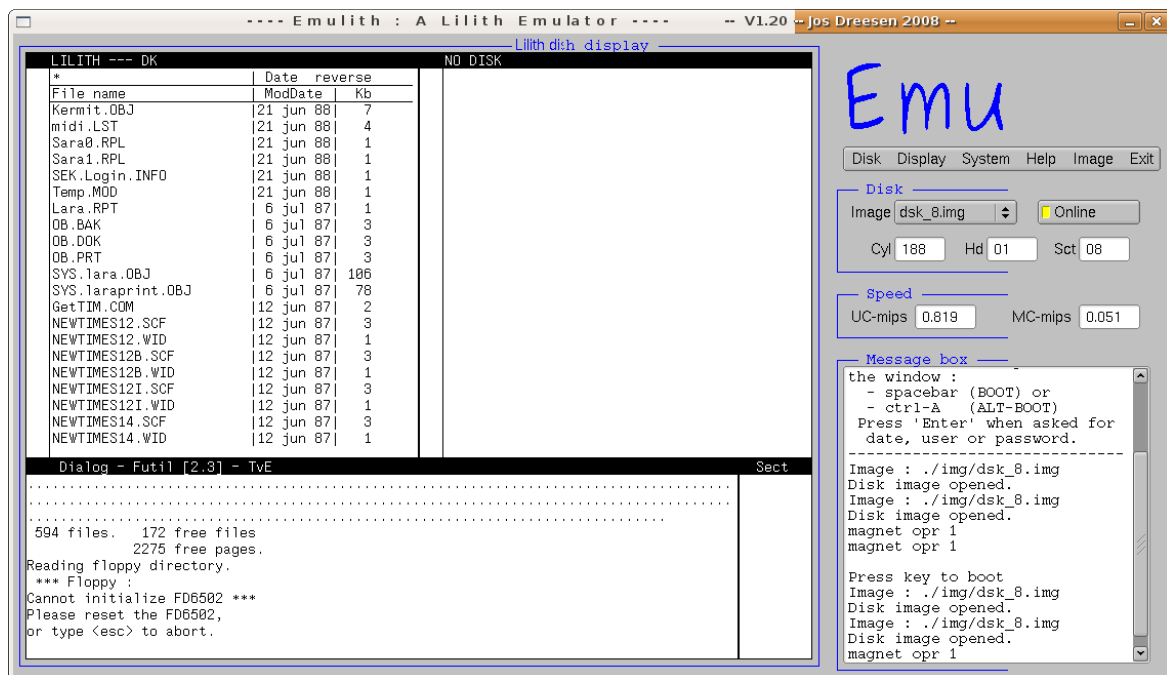 ---- Emulith : A Lilith Emulator ---- -- V1.20 -- Jos Dreesen 2008 --
Lilith disk display
LILITH --- DK NO DISK
* | Date reverse
File name | ModDate | Kb
Kermit.OBJ |21 jun 88| 7
midi.LST |21 jun 88| 4
Sara0.RPL |21 jun 88| 1
Sara1.RPL |21 jun 88| 1
SEK.Login.INFO |21 jun 88| 1
Temp.MOD |21 jun 88| 1
Lara.RPT | 6 jul 87| 1
OB.BAK | 6 jul 87| 3
OB.DOK | 6 jul 87| 3
OB.PRT | 6 jul 87| 3
SYS.lara.OBJ | 6 jul 87| 106
SYS.laraprint.OBJ | 6 jul 87| 78
GetTIM.COM |12 jun 87| 2
NEWTIMES12.SCF |12 jun 87| 3
NEWTIMES12.WID |12 jun 87| 1
NEWTIMES12B.SCF |12 jun 87| 3
NEWTIMES12B.WID |12 jun 87| 1
NEWTIMES12I.SCF |12 jun 87| 3
NEWTIMES12I.WID |12 jun 87| 1
NEWTIMES14.SCF |12 jun 87| 3
NEWTIMES14.WID |12 jun 87| 1
Dialog - Futil [2.3] - TvE Sect
594 files. 172 free files
2275 free pages.
Reading floppy directory.
*** Floppy :
Cannot initialize FD6502 ***
Please reset the FD6502,
or type <esc> to abort.
Emu
Disk Display System Help Image Exit
Disk
Image dsk_8.img Online
Cyl 188 Hd 01 Sct 08
Speed
UC-mips 0.819 MC-mips 0.051
Message box
the window :
- spacebar (BOOT) or
- ctrl-A (ALT-BOOT)
Press 'Enter' when asked for
date, user or password.
------------------------------
Image : ./img/dsk_8.img
Disk image opened.
Image : ./img/dsk_8.img
Disk image opened.
magnet opr 1
magnet opr 1
Press key to boot
Image : ./img/dsk_8.img
Disk image opened.
Image : ./img/dsk_8.img
Disk image opened.
magnet opr 1